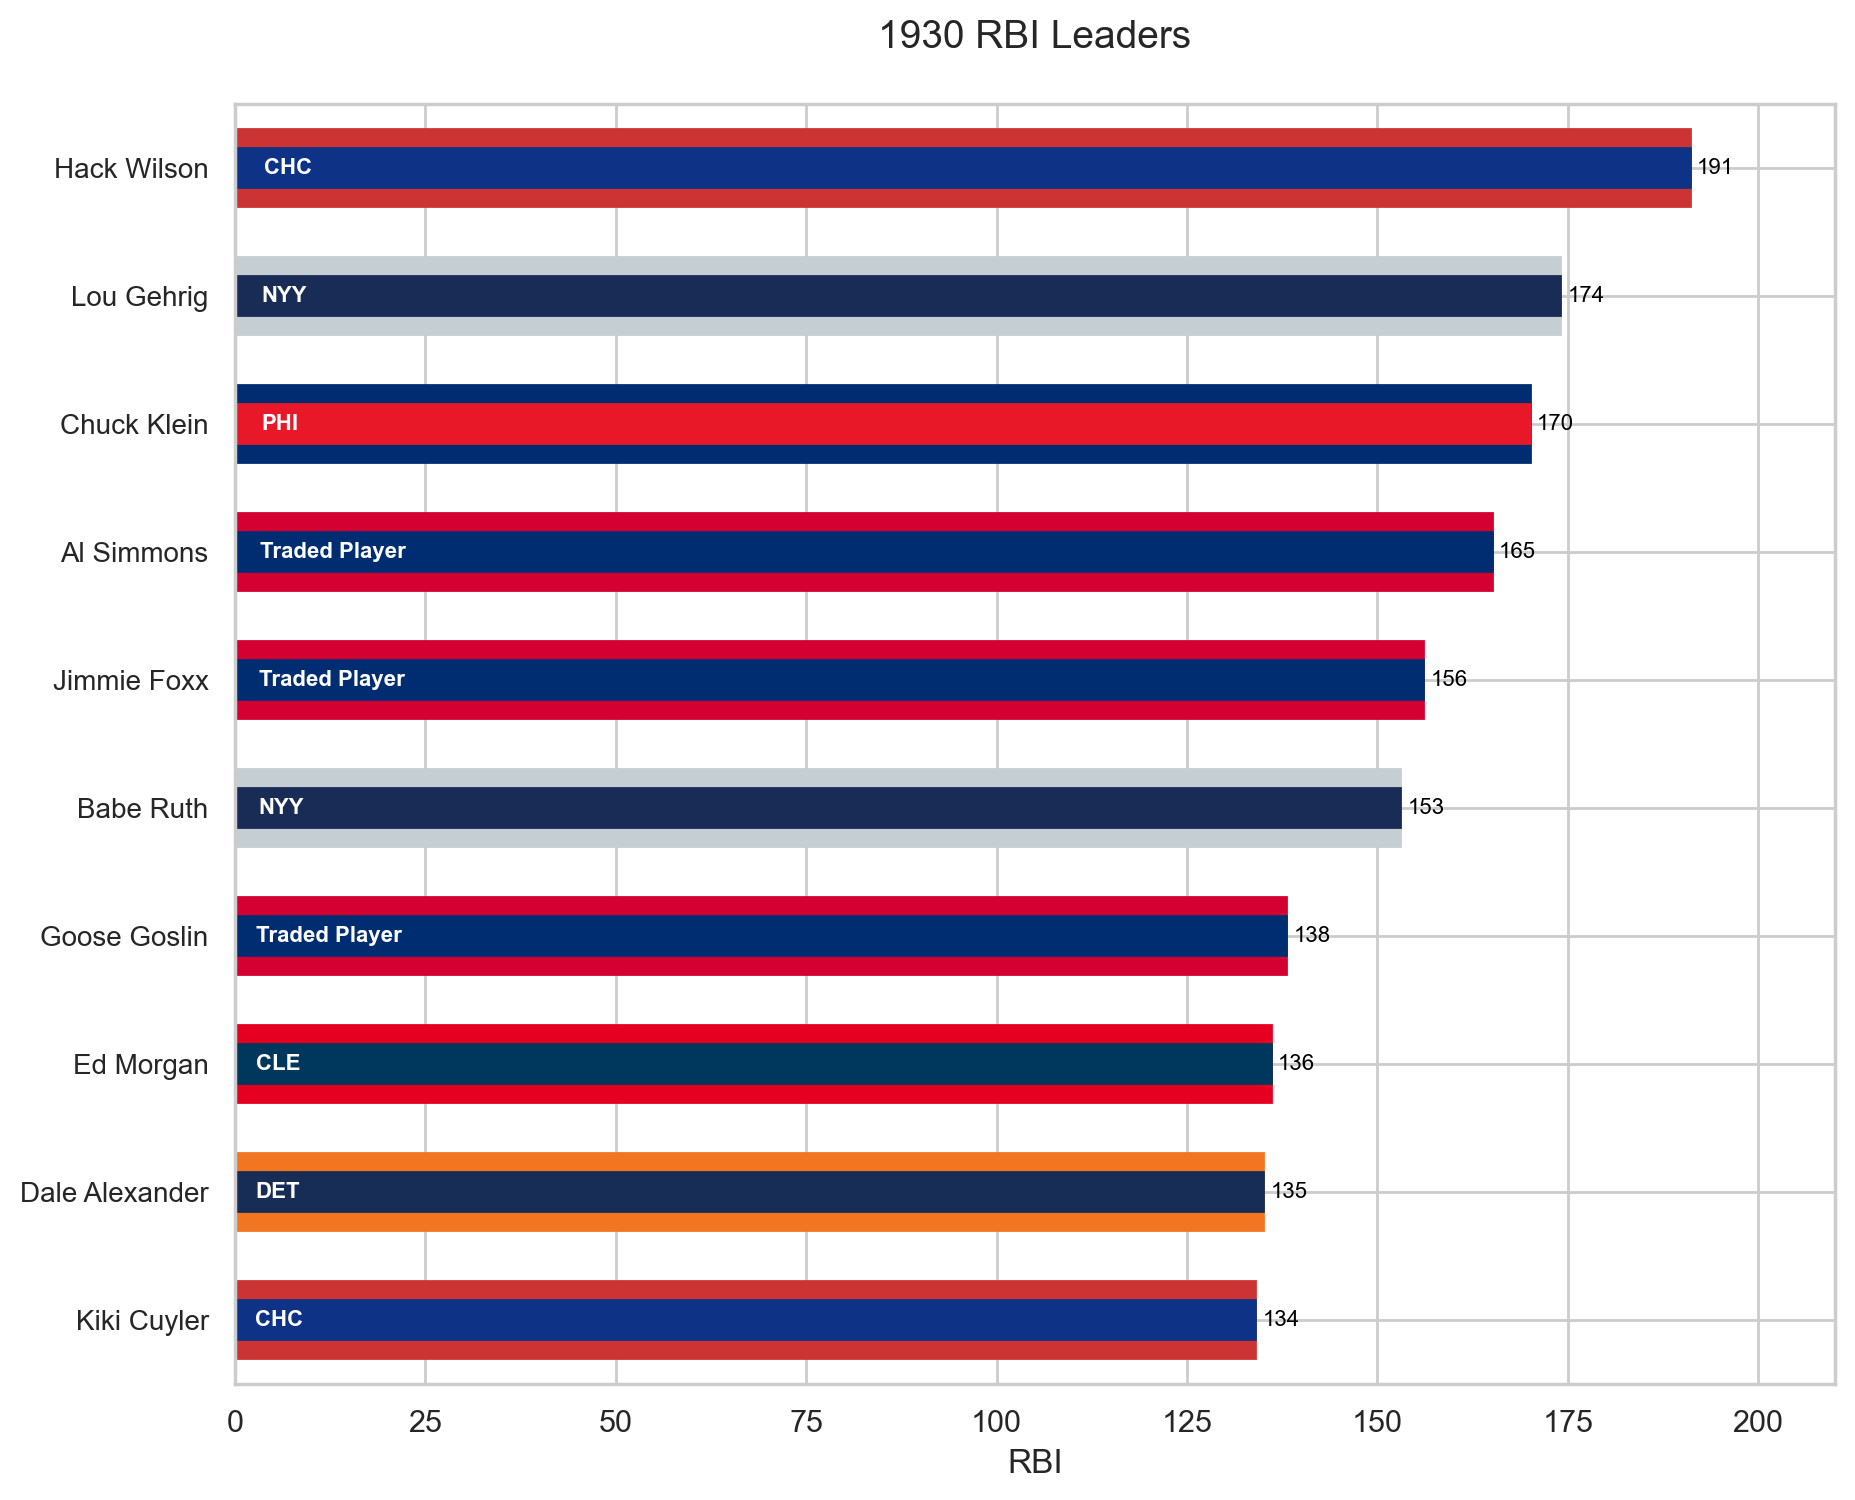 1930 RBI Leaders
Hack Wilson CHC 191
Lou Gehrig NYY 174
Chuck Klein PHI 170
Al Simmons Traded Player 165
Jimmie Foxx Traded Player 156
Babe Ruth NYY 153
Goose Goslin Traded Player 138
Ed Morgan CLE 136
Dale Alexander DET 135
Kiki Cuyler CHC 134
0 25 50 75 100 125 150 175 200
RBI